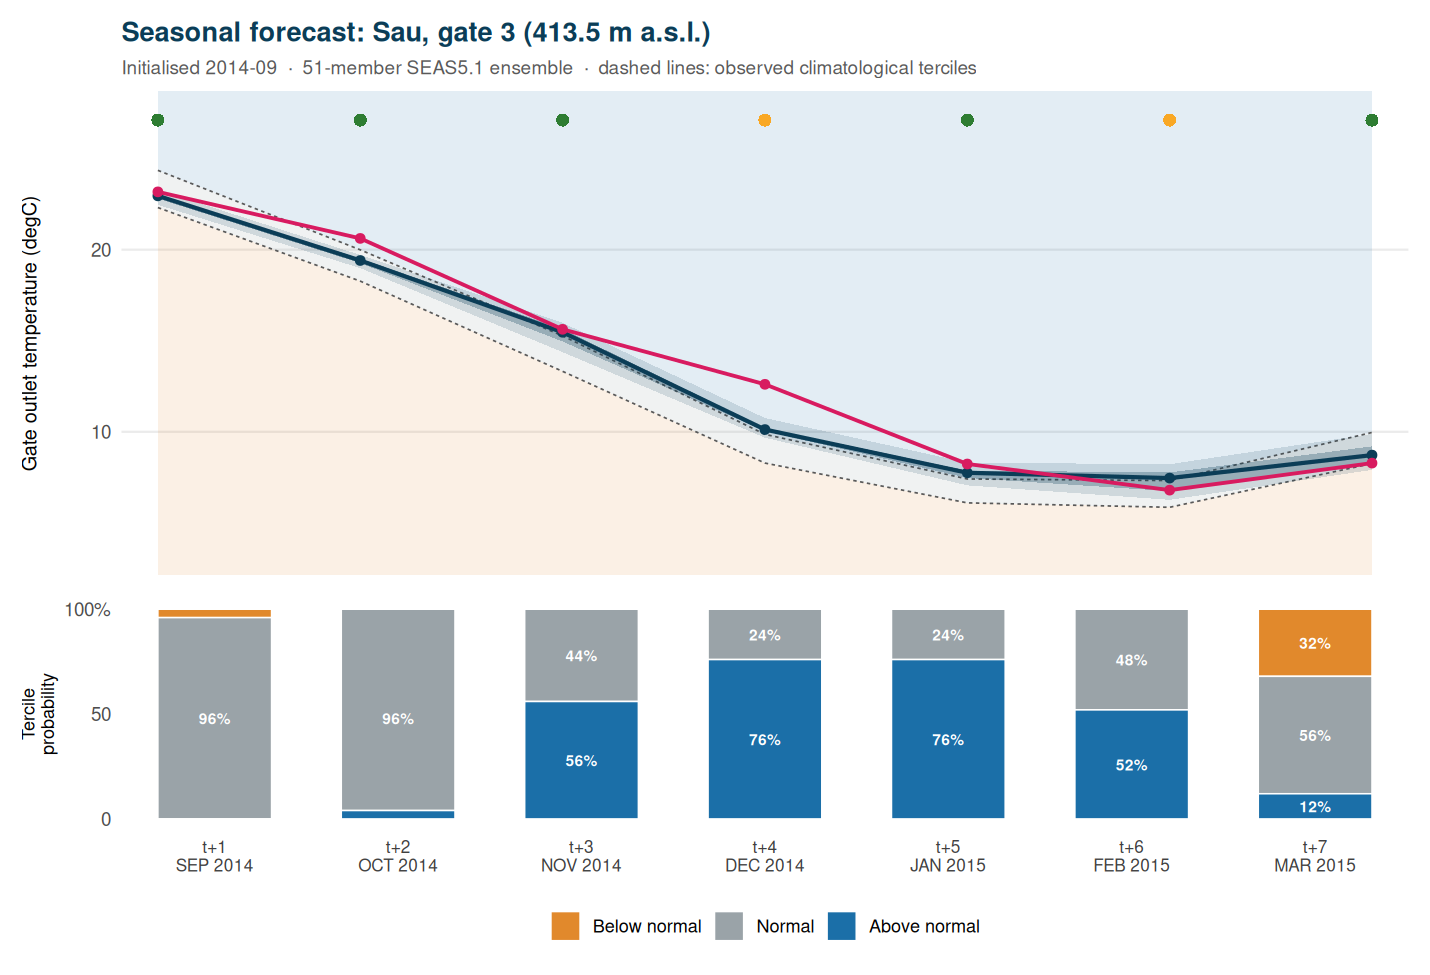 Seasonal forecast: Sau, gate 3 (413.5 m a.s.l.)
Initialised 2014-09 · 51-member SEAS5.1 ensemble · dashed lines: observed climatological terciles
Gate outlet temperature (degC)
20
10
Tercile
probability
100%
50
0
96%
96%
44%
56%
24%
76%
24%
76%
48%
52%
32%
56%
12%
t+1
SEP 2014
t+2
OCT 2014
t+3
NOV 2014
t+4
DEC 2014
t+5
JAN 2015
t+6
FEB 2015
t+7
MAR 2015
Below normal
Normal
Above normal